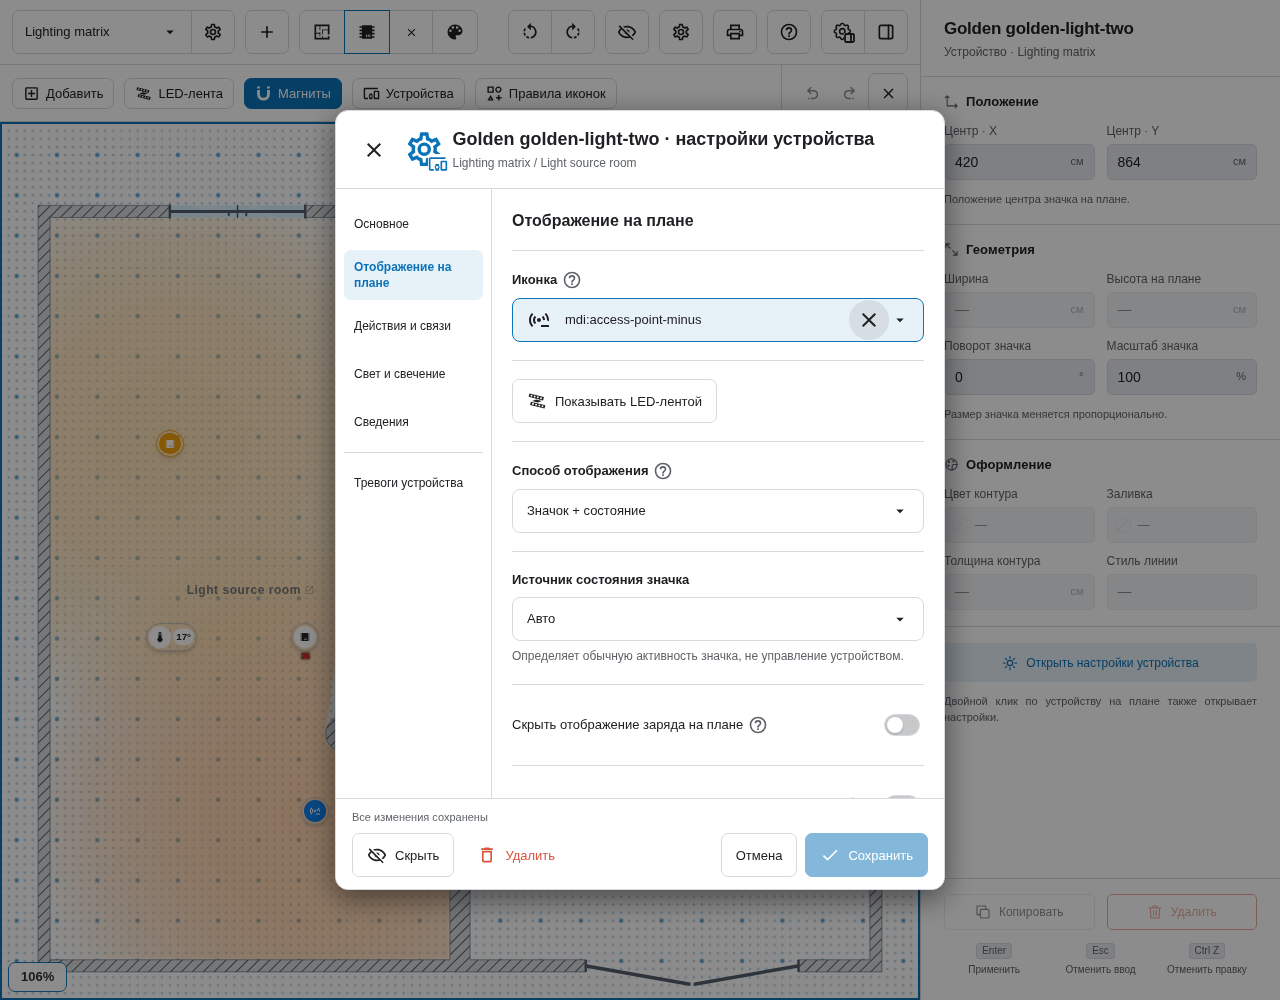 Lighting matrix
Golden golden-light-two
Устройство · Lighting matrix
Добавить
LED-лента
Магниты
Устройства
Правила иконок
Golden golden-light-two · настройки устройства
Lighting matrix / Light source room
Основное
Отображение на плане
Действия и связи
Свет и свечение
Сведения
Тревоги устройства
Отображение на плане
Иконка
mdi:access-point-minus
Показывать LED-лентой
Способ отображения
Значок + состояние
Источник состояния значка
Авто
Определяет обычную активность значка, не управление устройством.
Скрыть отображение заряда на плане
Все изменения сохранены
Скрыть
Удалить
Отмена
Сохранить
Light source room
17°
106%
Положение
Центр · X
Центр · Y
420 см
864 см
Положение центра значка на плане.
Геометрия
Ширина
Высота на плане
— см
— см
Поворот значка
Масштаб значка
0 °
100 %
Размер значка меняется пропорционально.
Оформление
Цвет контура
Заливка
—
—
Толщина контура
Стиль линии
— см
—
Открыть настройки устройства
Двойной клик по устройству на плане также открывает
настройки.
Копировать
Удалить
Enter
Esc
Ctrl Z
Применить
Отменить ввод
Отменить правку